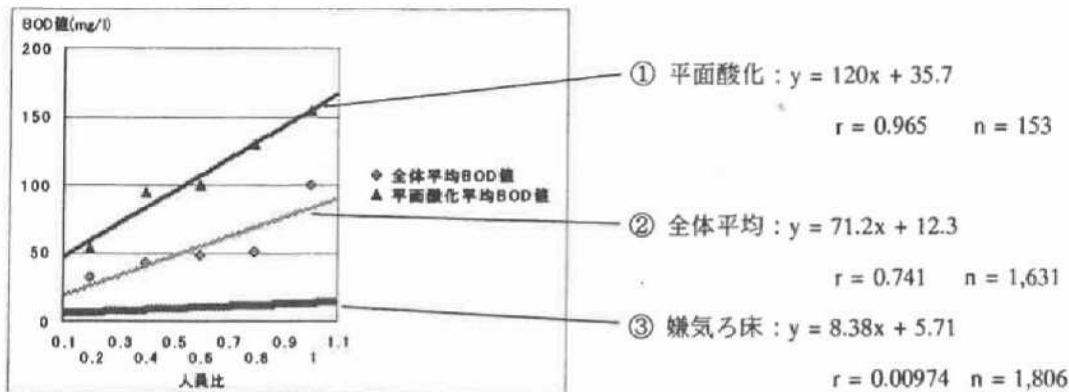 BOD値(mg/l)
200
150
100
50
0
0.1 0.3 0.5 0.7 0.9 1.1
0.2 0.4 0.6 0.8 1
人員比
全体平均BOD値
平面酸化平均BOD値
① 平面酸化：y = 120x + 35.7
r = 0.965 n = 153
② 全体平均：y = 71.2x + 12.3
r = 0.741 n = 1,631
③ 嫌気ろ床：y = 8.38x + 5.71
r = 0.00974 n = 1,806